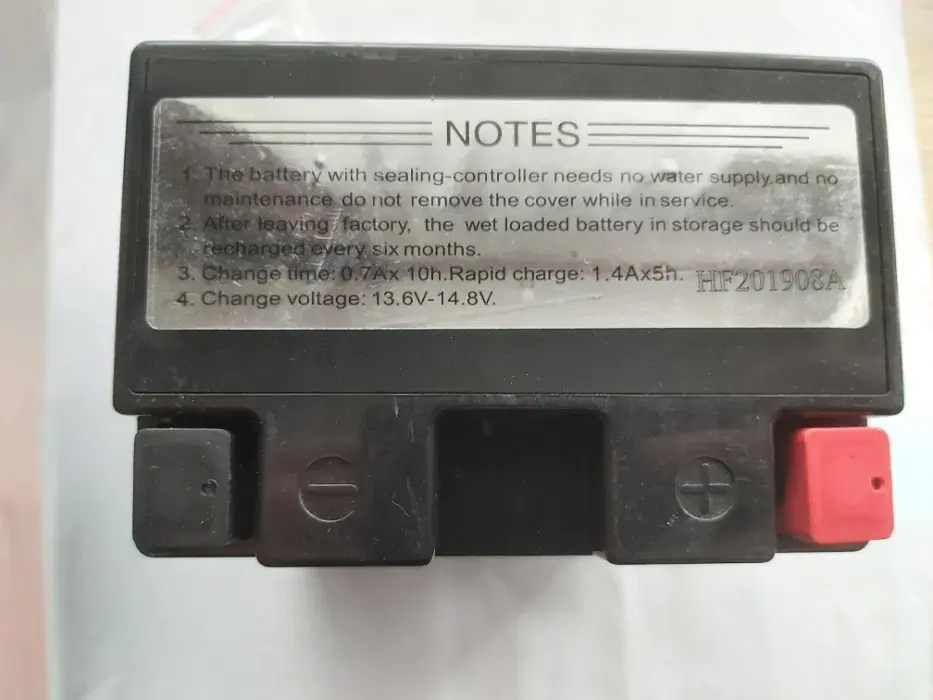 NOTES
1. The battery with sealing-controller needs no water supply.and no
maintenance do not remove the cover while in service.
2. After leaving factory, the wet loaded battery in storage should be
recharged every six months.
3. Change time: 0.7Ax 10h.Rapid charge: 1.4Ax5h.
HF201908A
4. Change voltage: 13.6V-14.8V.